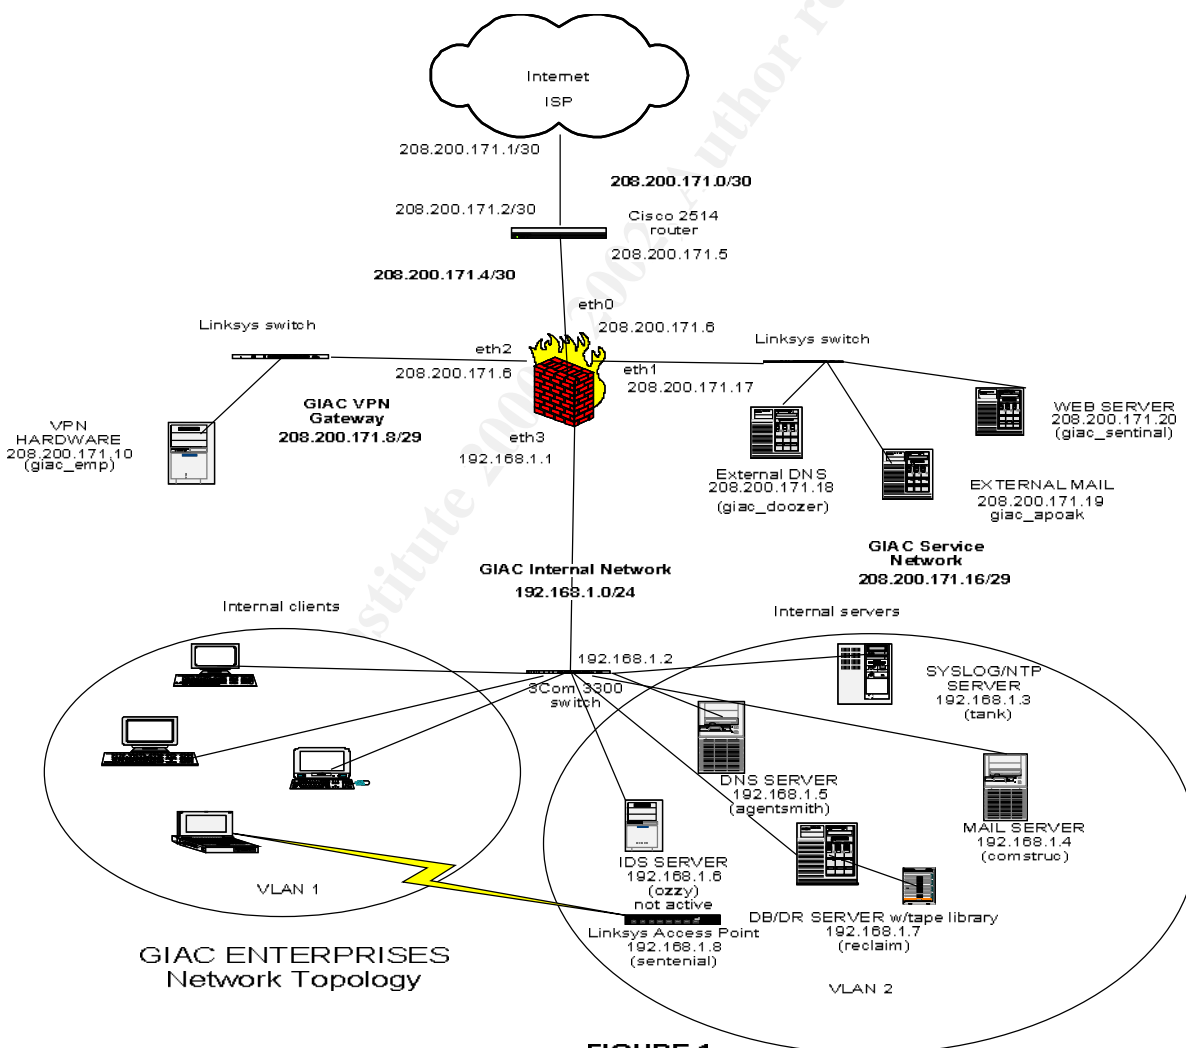 Internet
ISP
208.200.171.1/30
208.200.171.0/30
208.200.171.2/30
Cisco 2514
router
208.200.171.5
208.200.171.4/30
eth0
208.200.171.6
Linksys switch
eth2
208.200.171.6
Linksys switch
eth1
208.200.171.17
GIAC VPN
Gateway
208.200.171.8/29
VPN
HARDWARE
208.200.171.10
(giac_emp)
eth3
192.168.1.1
WEB SERVER
208.200.171.20
(giac_sentinal)
External DNS
208.200.171.18
(giac_doozer)
EXTERNAL MAIL
208.200.171.19
giac_apoak
GIAC Service
Network
208.200.171.16/29
GIAC Internal Network
192.168.1.0/24
Internal clients
Internal servers
192.168.1.2
3Com 3300
switch
SYSLOG/NTP
SERVER
192.168.1.3
(tank)
DNS SERVER
192.168.1.5
(agentsmith)
MAIL SERVER
192.168.1.4
(comstruc)
IDS SERVER
192.168.1.6
(ozzy)
not active
DB/DR SERVER w/tape library
192.168.1.7
(reclaim)
Linksys Access Point
192.168.1.8
(sentenial)
VLAN 1
VLAN 2
GIAC ENTERPRISES
Network Topology
FIGURE 1
stitute 200
2002, Author re